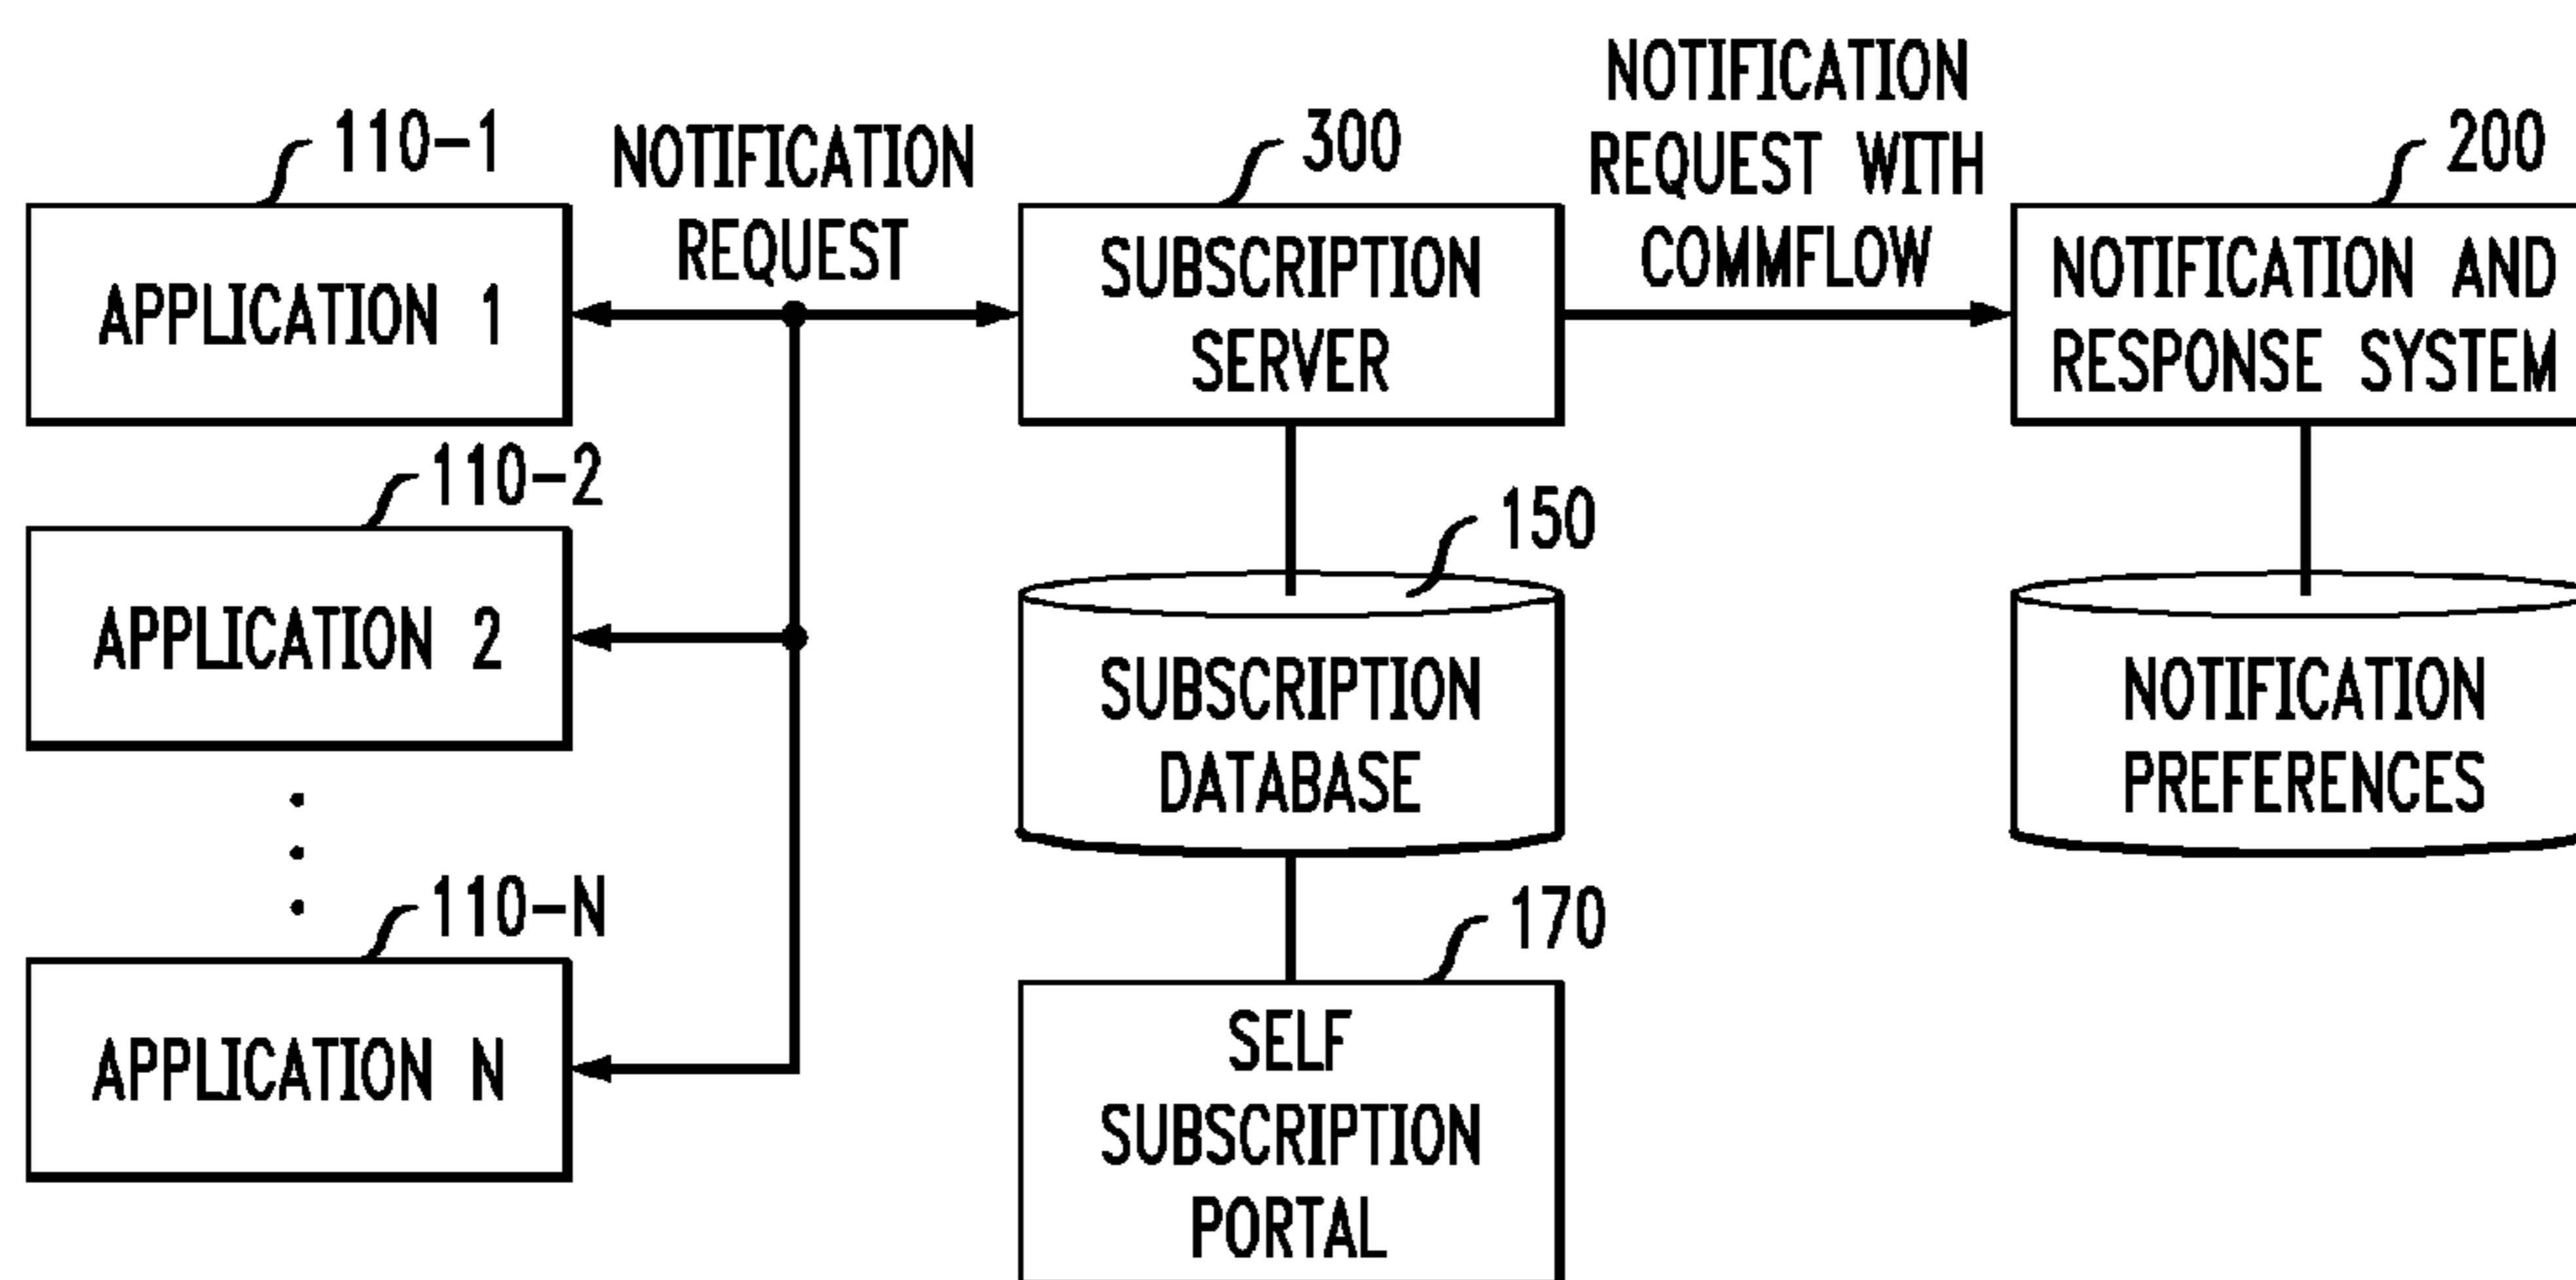 110-1
APPLICATION 1
110-2
APPLICATION 2
110-N
APPLICATION N
NOTIFICATION
REQUEST
300
SUBSCRIPTION
SERVER
150
SUBSCRIPTION
DATABASE
170
SELF
SUBSCRIPTION
PORTAL
NOTIFICATION
REQUEST WITH
COMMFLOW
200
NOTIFICATION AND
RESPONSE SYSTEM
NOTIFICATION
PREFERENCES